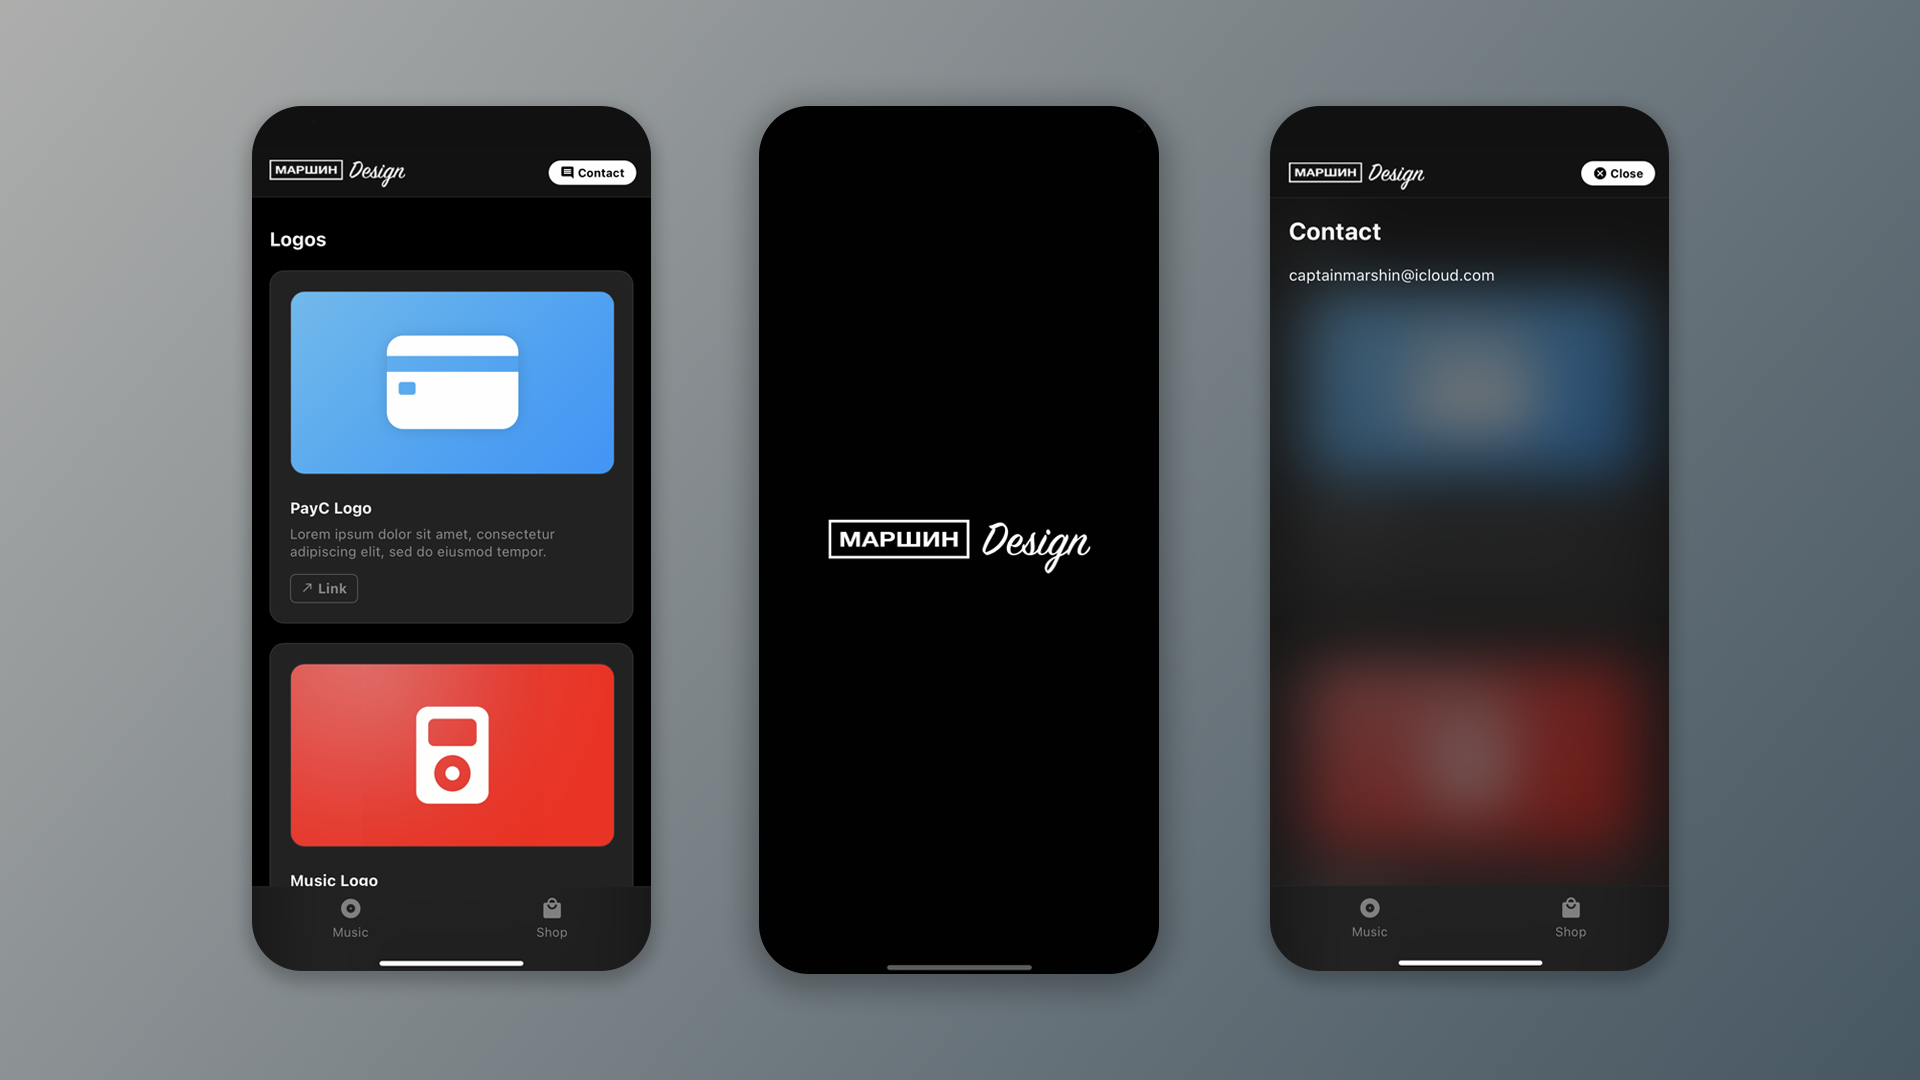 МАРШИН Design
Contact
Logos
PayC Logo
Lorem ipsum dolor sit amet, consectetur
adipiscing elit, sed do eiusmod tempor.
Link
Music Logo
Music
Shop
МАРШИН Design
МАРШИН Design
Close
Contact
captainmarshin@icloud.com
Music
Shop